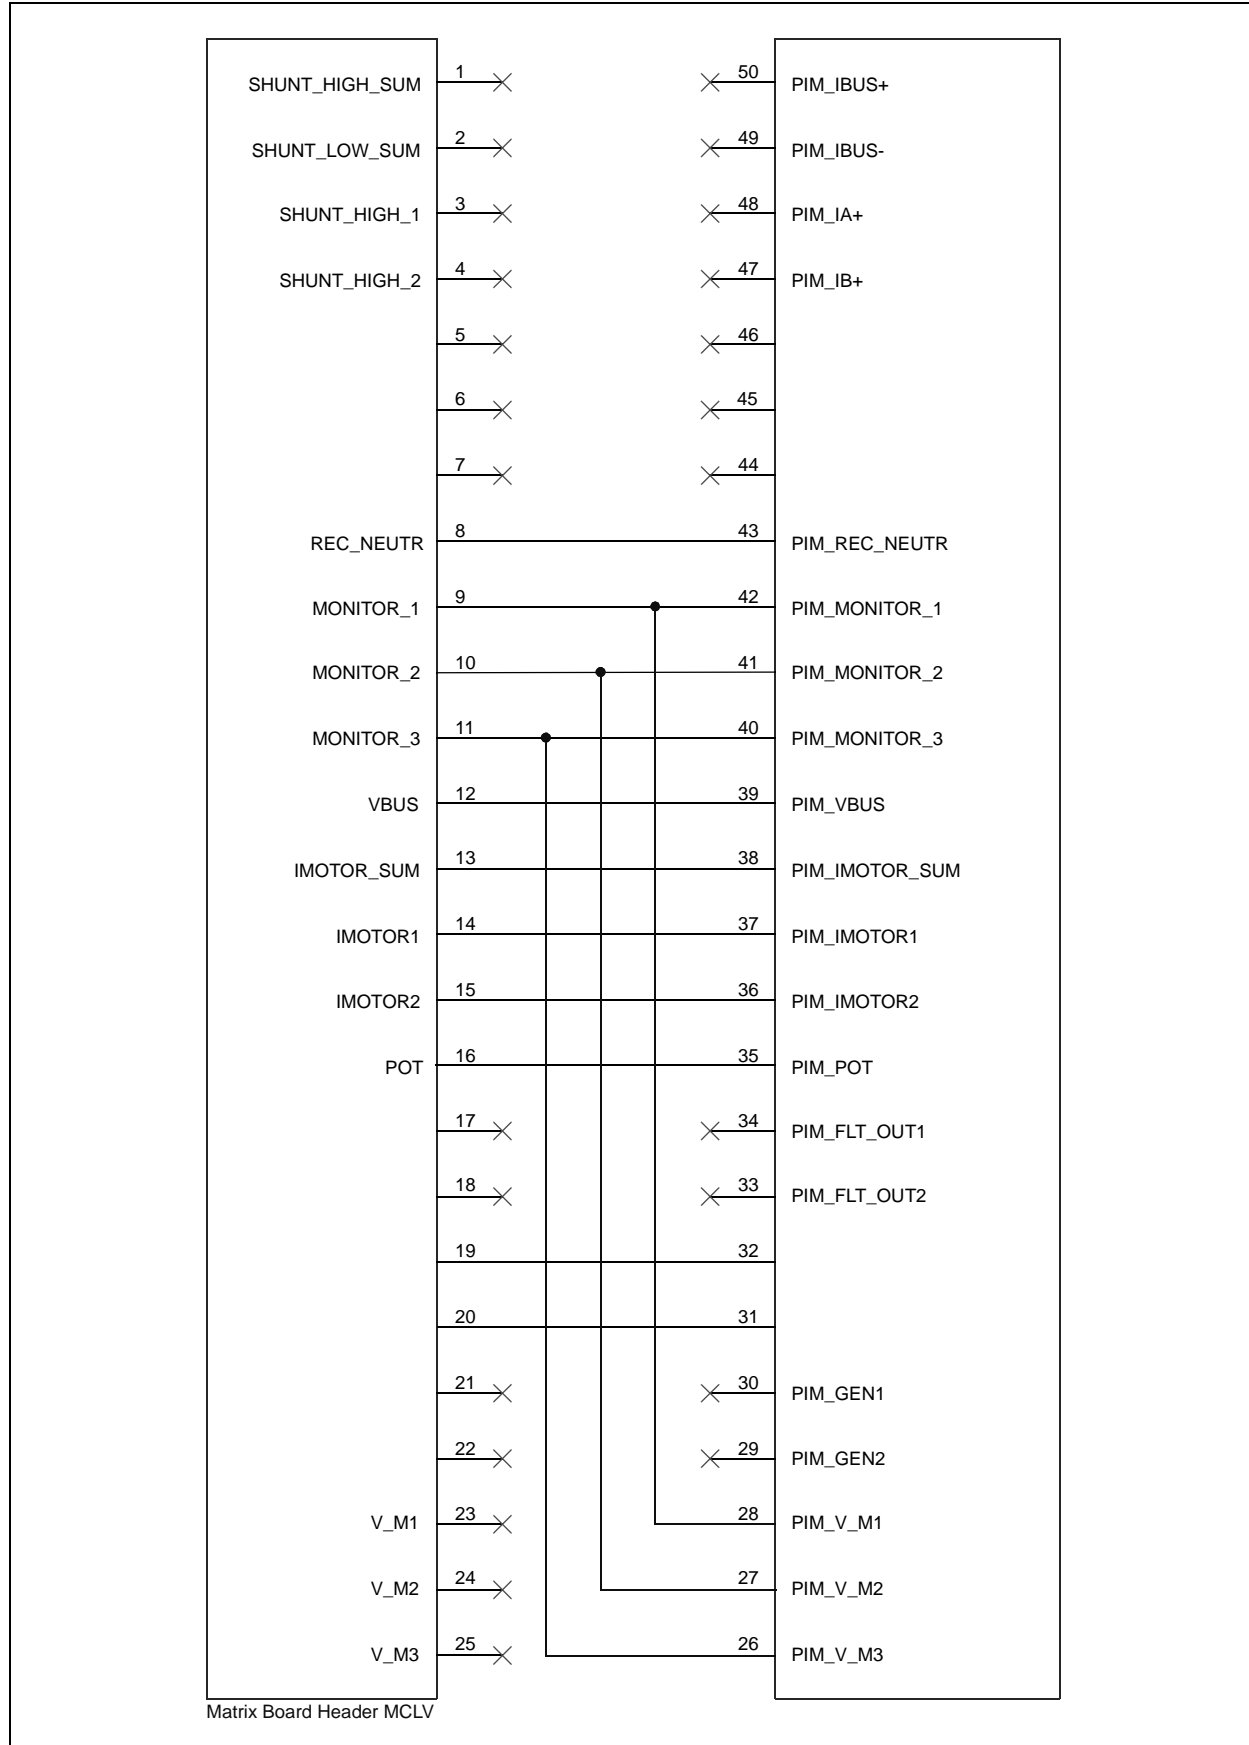 SHUNT_HIGH_SUM 1 50 PIM_IBUS+
SHUNT_LOW_SUM 2 49 PIM_IBUS-
SHUNT_HIGH_1 3 48 PIM_IA+
SHUNT_HIGH_2 4 47 PIM_IB+
5 46
6 45
7 44
REC_NEUTR 8 43 PIM_REC_NEUTR
MONITOR_1 9 42 PIM_MONITOR_1
MONITOR_2 10 41 PIM_MONITOR_2
MONITOR_3 11 40 PIM_MONITOR_3
VBUS 12 39 PIM_VBUS
IMOTOR_SUM 13 38 PIM_IMOTOR_SUM
IMOTOR1 14 37 PIM_IMOTOR1
IMOTOR2 15 36 PIM_IMOTOR2
POT 16 35 PIM_POT
17 34 PIM_FLT_OUT1
18 33 PIM_FLT_OUT2
19 32
20 31
21 30 PIM_GEN1
22 29 PIM_GEN2
V_M1 23 28 PIM_V_M1
V_M2 24 27 PIM_V_M2
V_M3 25 26 PIM_V_M3
Matrix Board Header MCLV